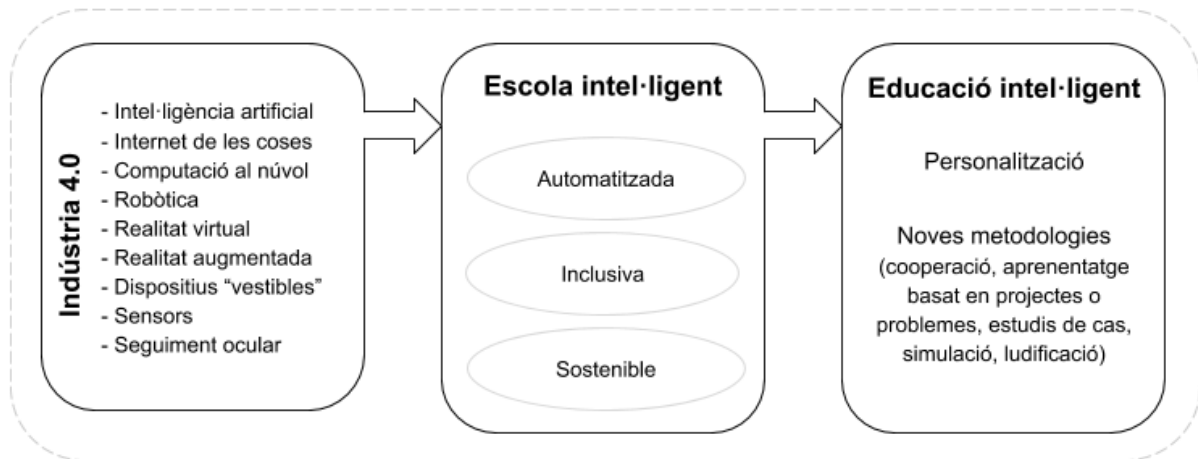 Indústria 4.0
- Intel·ligència artificial
- Internet de les coses
- Computació al núvol
- Robòtica
- Realitat virtual
- Realitat augmentada
- Dispositius “vestibles”
- Sensors
- Seguiment ocular
Escola intel·ligent
Automatitzada
Inclusiva
Sostenible
Educació intel·ligent
Personalització
Noves metodologies
(cooperació, aprenentatge
basat en projectes o
problemes, estudis de cas,
simulació, ludificació)